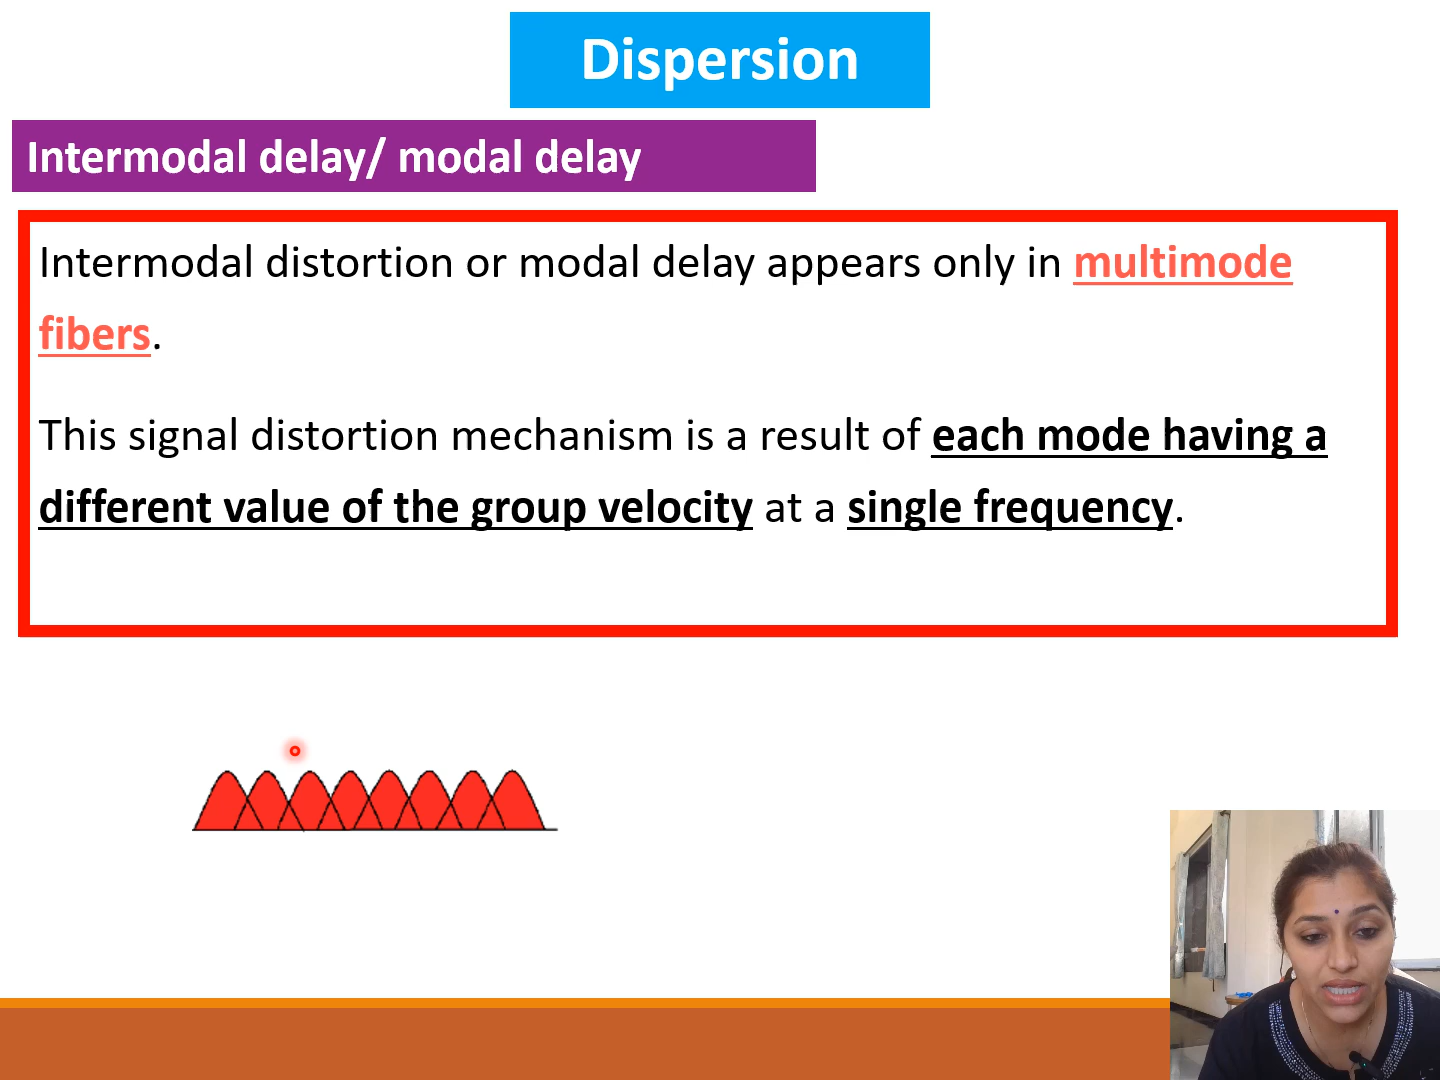 Dispersion
Intermodal delay/ modal delay
Intermodal distortion or modal delay appears only in multimode
fibers.
This signal distortion mechanism is a result of each mode having a
different value of the group velocity at a single frequency.